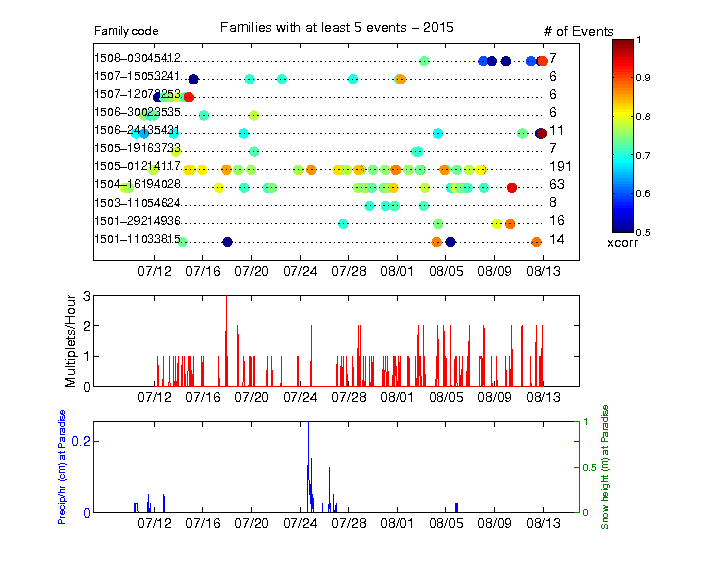 Family code
Families with at least 5 events – 2015
# of Events
1508–03045412 7
1507–15053241 6
1507–12078253 6
1506–30023535 6
1506–24135431 11
1505–19163733 7
1505–01214117 191
1504–16194028 63
1503–11054624 8
1501–29214936 16
1501–11033815 14
07/12 07/16 07/20 07/24 07/28 08/01 08/05 08/09 08/13
1
0.9
0.8
0.7
0.6
0.5
xcorr
Multiplets/Hour
3
2
1
0
07/12 07/16 07/20 07/24 07/28 08/01 08/05 08/09 08/13
Precip/hr (cm) at Paradise
0.2
0
1
0.5
0
Snow height (m) at Paradise
07/12 07/16 07/20 07/24 07/28 08/01 08/05 08/09 08/13